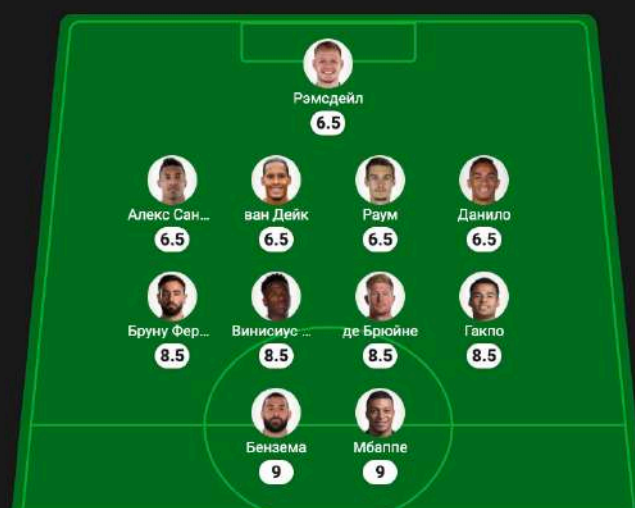 Рэмсдейл
6.5
Алекс Сан... ван Дейк Раум Данило
6.5 6.5 6.5 6.5
Бруну Фер... Винисиус ... де Брюйне Гакпо
8.5 8.5 8.5 8.5
Бензема Мбаппе
9 9